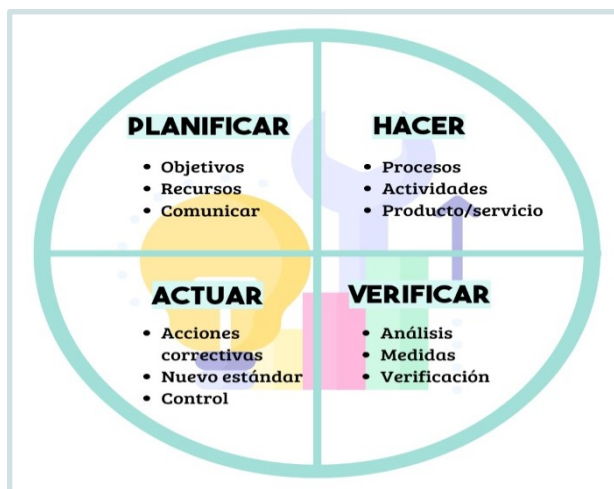 PLANIFICAR
• Objetivos
• Recursos
• Comunicar
HACER
• Procesos
• Actividades
• Producto/servicio
ACTUAR
• Acciones
correctivas
• Nuevo estándar
• Control
VERIFICAR
• Análisis
• Medidas
• Verificación